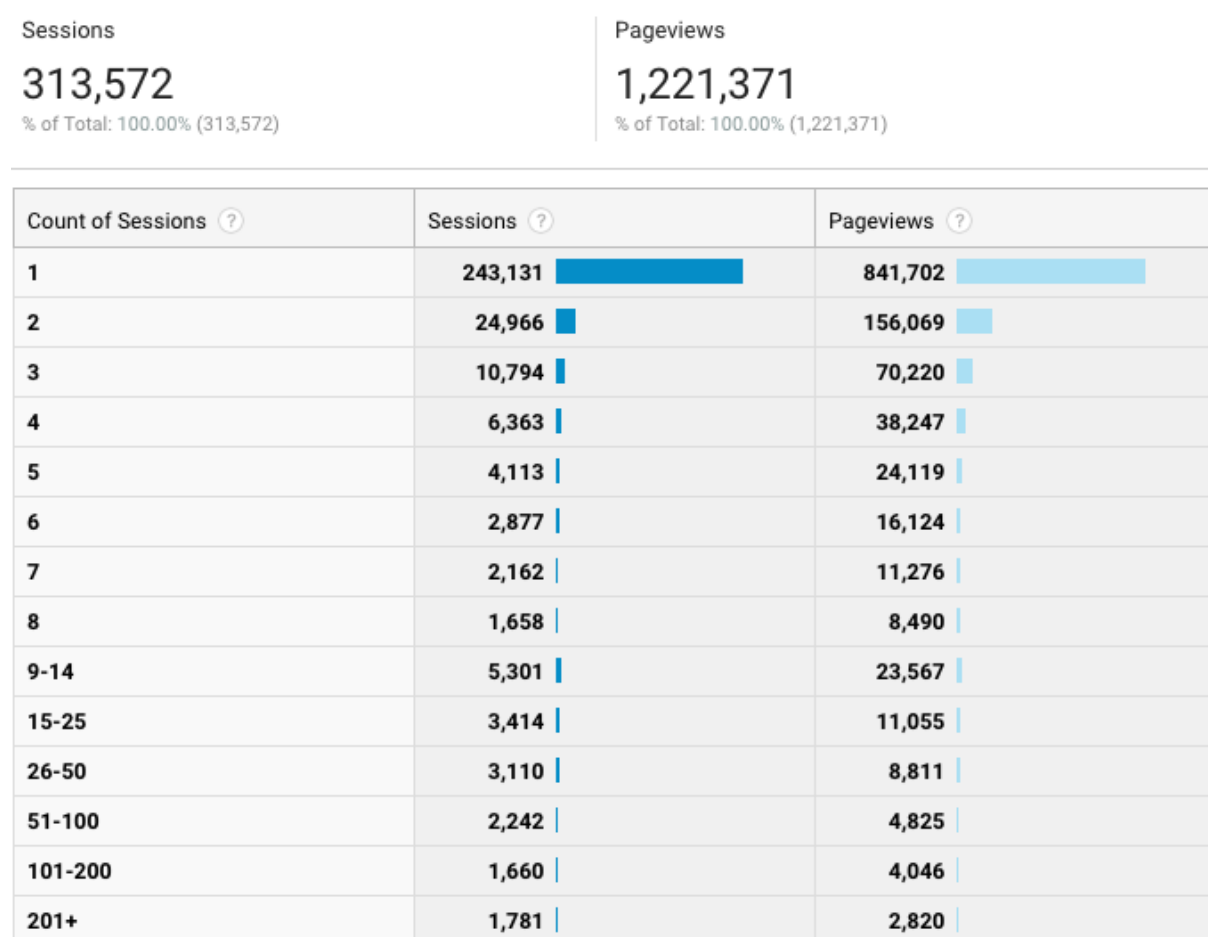 Sessions Pageviews
313,572 1,221,371
% of Total: 100.00% (313,572) % of Total: 100.00% (1,221,371)
Count of Sessions ? Sessions ? Pageviews ?
1 243,131 841,702
2 24,966 156,069
3 10,794 70,220
4 6,363 38,247
5 4,113 24,119
6 2,877 16,124
7 2,162 11,276
8 1,658 8,490
9-14 5,301 23,567
15-25 3,414 11,055
26-50 3,110 8,811
51-100 2,242 4,825
101-200 1,660 4,046
201+ 1,781 2,820